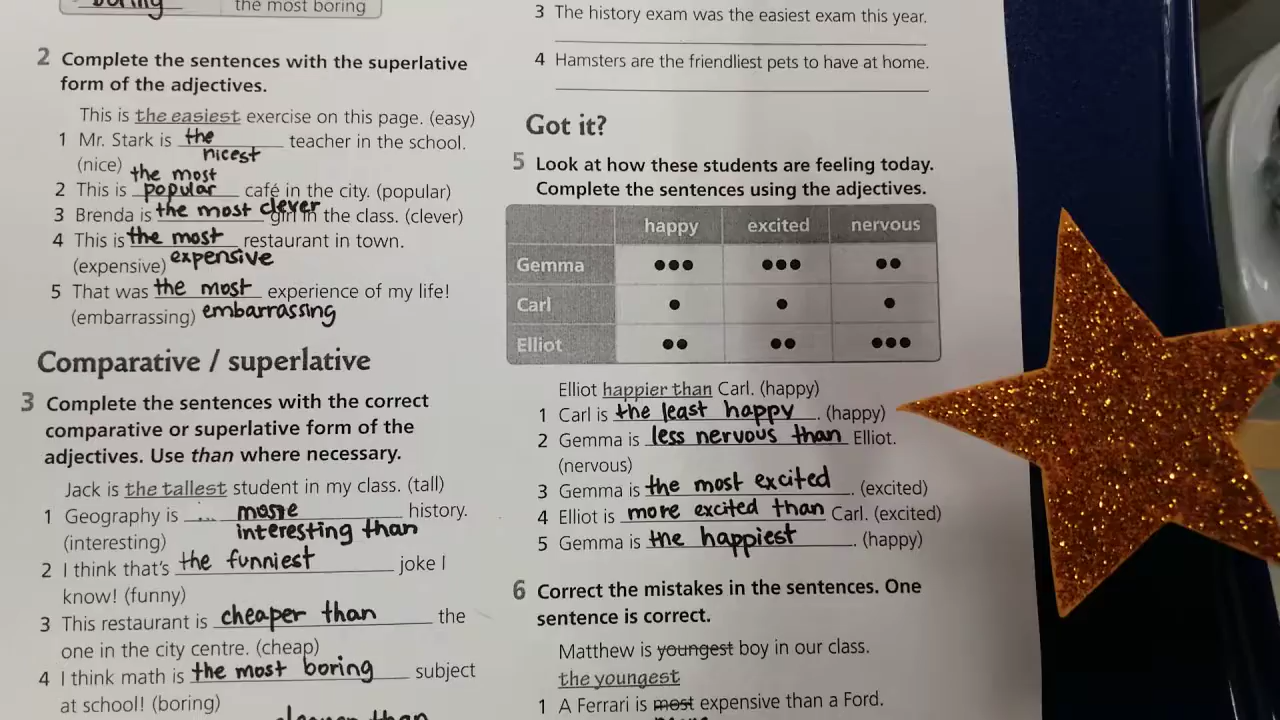 boring the most boring
2 Complete the sentences with the superlative
form of the adjectives.
This is the easiest exercise on this page. (easy)
1 Mr. Stark is the teacher in the school.
nicest
(nice)
the most
2 This is popular café in the city. (popular)
3 Brenda is the most clever girl in the class. (clever)
4 This is the most restaurant in town.
(expensive) expensive
5 That was the most experience of my life!
(embarrassing) embarrassing
Comparative / superlative
3 Complete the sentences with the correct
comparative or superlative form of the
adjectives. Use than where necessary.
Jack is the tallest student in my class. (tall)
1 Geography is more history.
(interesting) interesting than
2 I think that's the funniest joke I
know! (funny)
3 This restaurant is cheaper than the
one in the city centre. (cheap)
4 I think math is the most boring subject
at school! (boring)
than
3 The history exam was the easiest exam this year.
4 Hamsters are the friendliest pets to have at home.
Got it?
5 Look at how these students are feeling today.
Complete the sentences using the adjectives.
happy excited nervous
Gemma ●●● ●●● ●●
Carl ● ● ●
Elliot ●● ●● ●●●
Elliot happier than Carl. (happy)
1 Carl is the least happy. (happy)
2 Gemma is less nervous than Elliot.
(nervous)
3 Gemma is the most excited. (excited)
4 Elliot is more excited than Carl. (excited)
5 Gemma is the happiest. (happy)
6 Correct the mistakes in the sentences. One
sentence is correct.
Matthew is youngest boy in our class.
the youngest
1 A Ferrari is most expensive than a Ford.